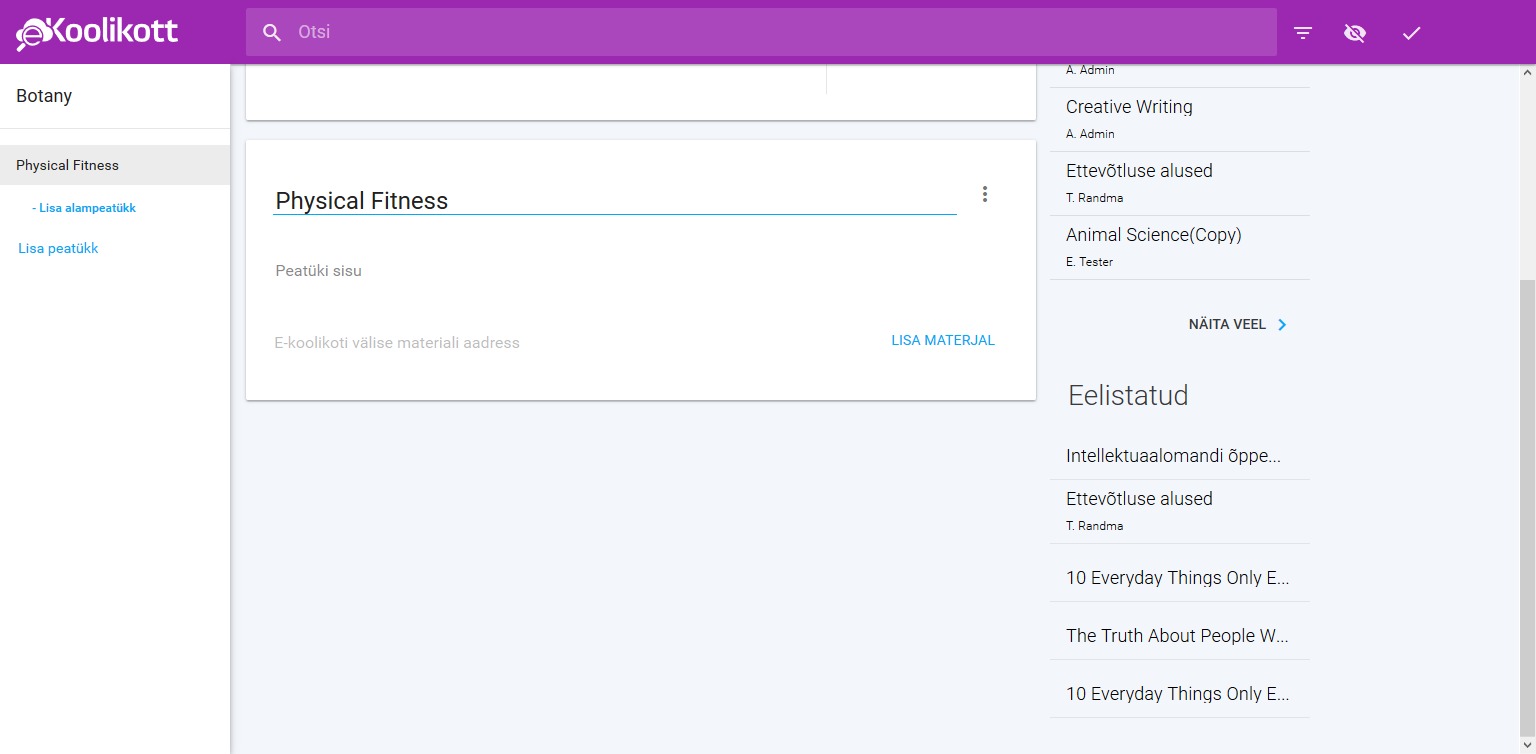 eKoolikott
Otsi
Botany
Physical Fitness
- Lisa alampeatükk
Lisa peatükk
Physical Fitness
Peatüki sisu
E-koolikoti välise materiali aadress
LISA MATERJAL
A. Admin
Creative Writing
A. Admin
Ettevõtluse alused
T. Randma
Animal Science(Copy)
E. Tester
NÄITA VEEL
Eelistatud
Intellektuaalomandi õppe...
Ettevõtluse alused
T. Randma
10 Everyday Things Only E...
The Truth About People W...
10 Everyday Things Only E...